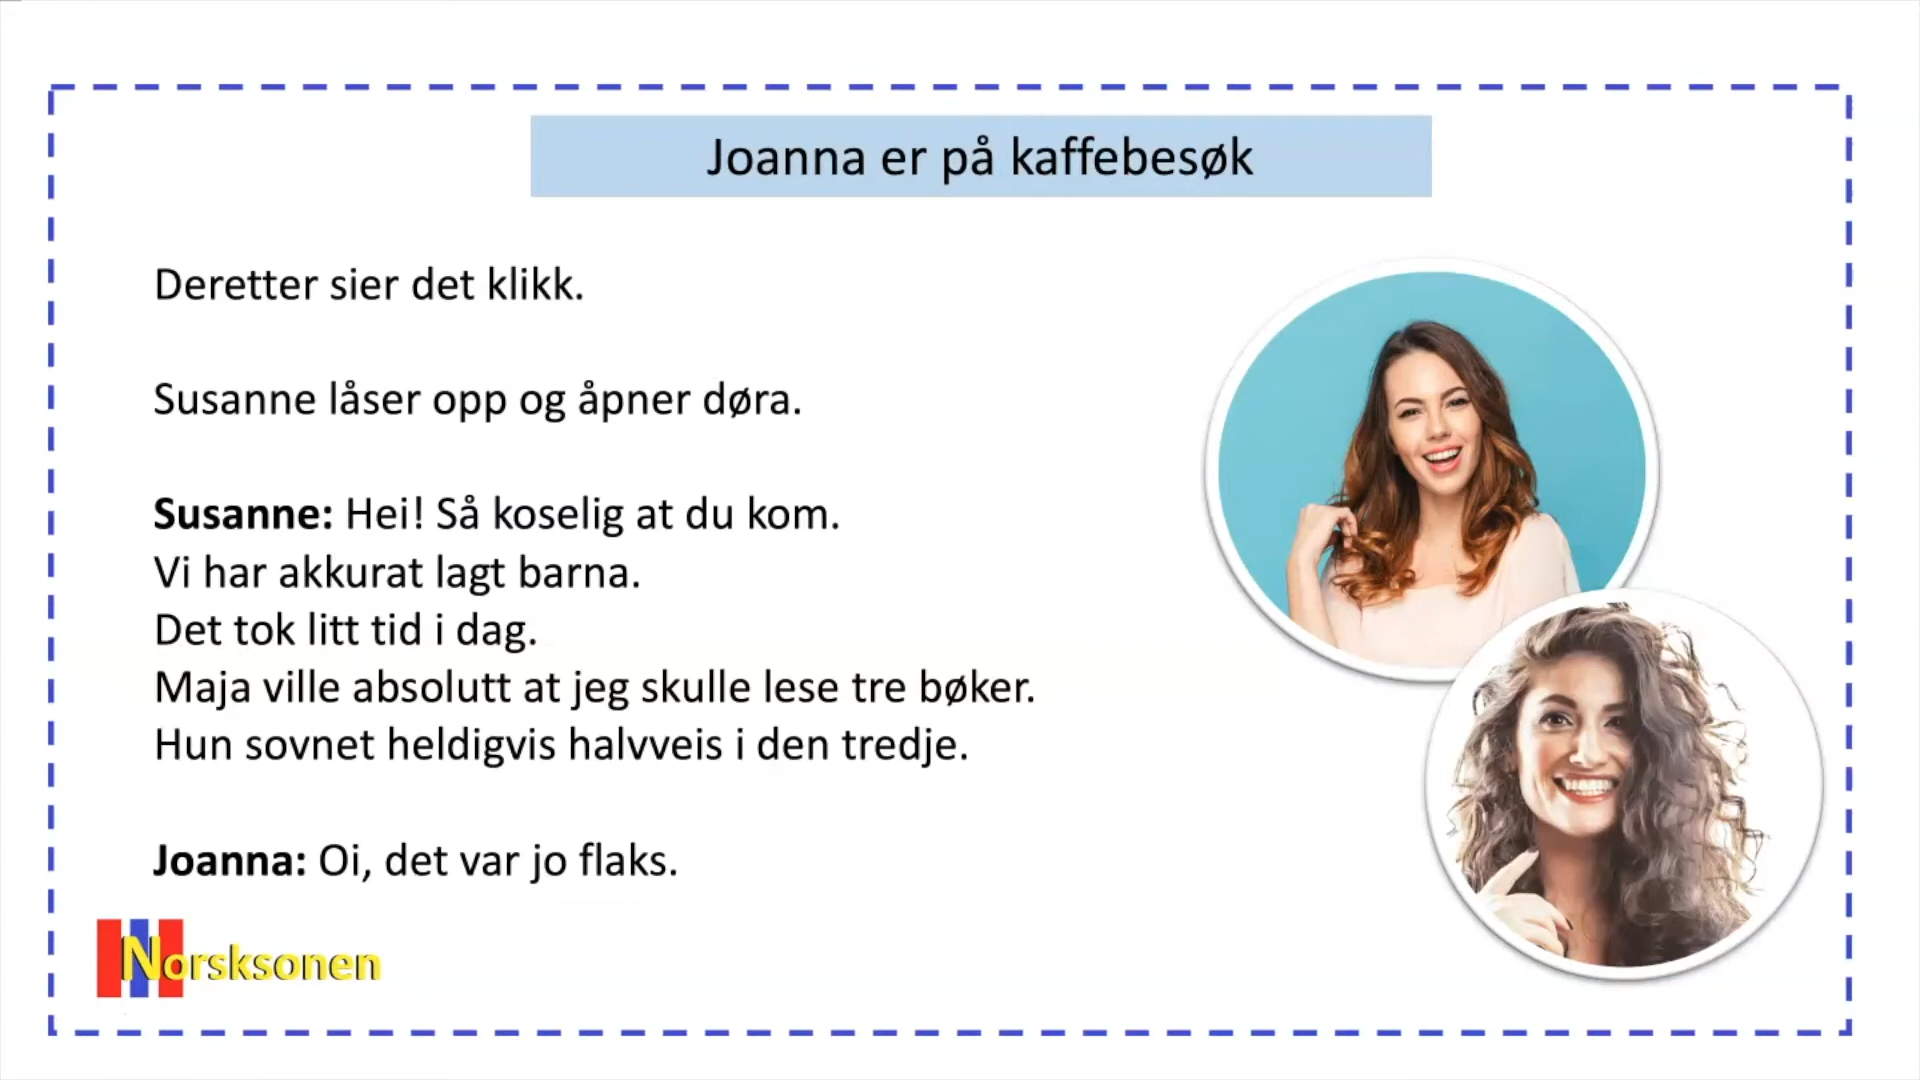 Joanna er på kaffebesøk
Deretter sier det klikk.
Susanne låser opp og åpner døra.
Susanne: Hei! Så koselig at du kom.
Vi har akkurat lagt barna.
Det tok litt tid i dag.
Maja ville absolutt at jeg skulle lese tre bøker.
Hun sovnet heldigvis halvveis i den tredje.
Joanna: Oi, det var jo flaks.
Norsksonen